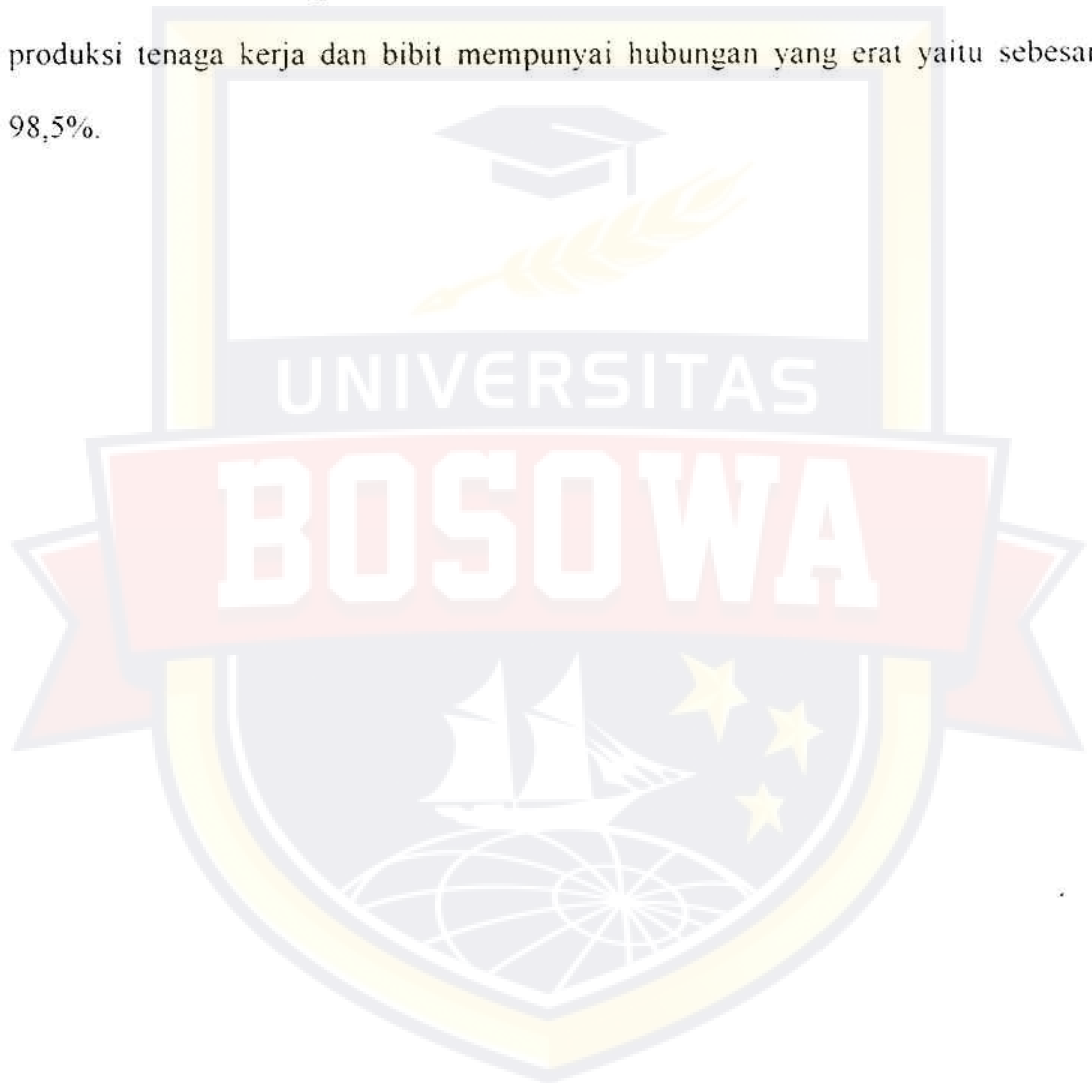 produksi tenaga kerja dan bibit mempunyai hubungan yang erat yaitu sebesar
98,5%.
UNIVERSITAS
BOSOWA